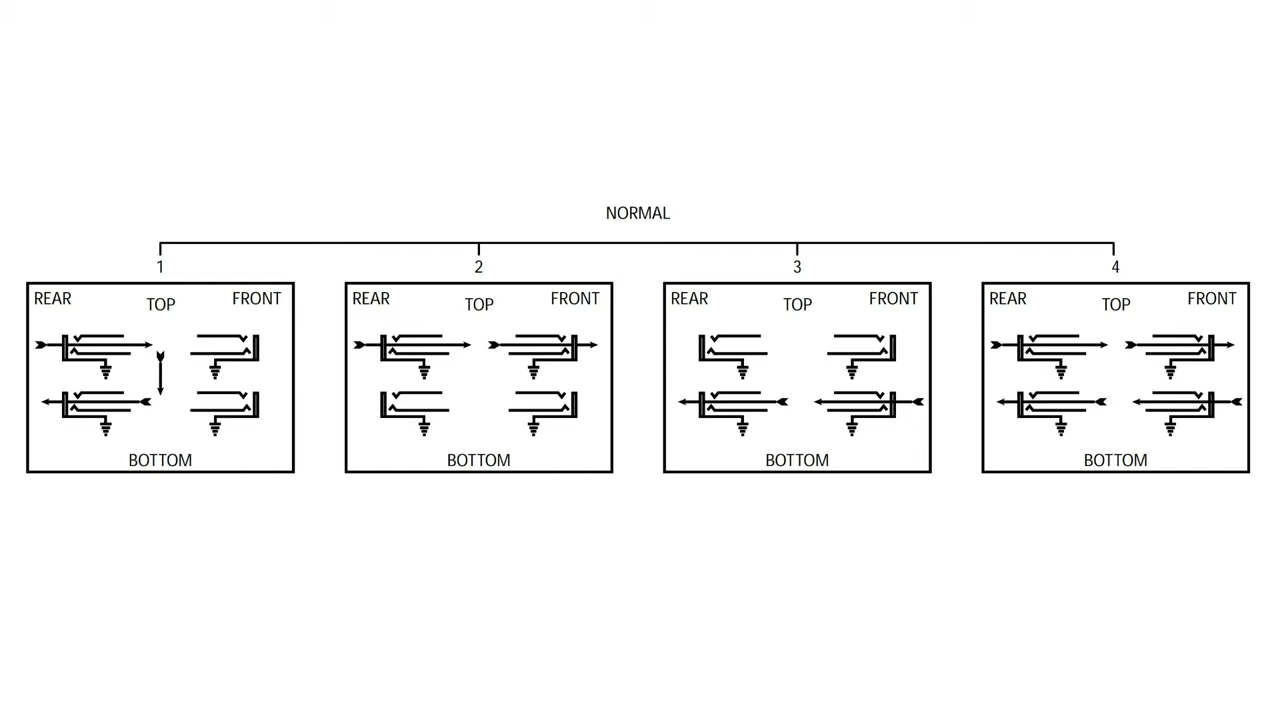 NORMAL
1
2
3
4
REAR
TOP
FRONT
BOTTOM
REAR
TOP
FRONT
BOTTOM
REAR
TOP
FRONT
BOTTOM
REAR
TOP
FRONT
BOTTOM